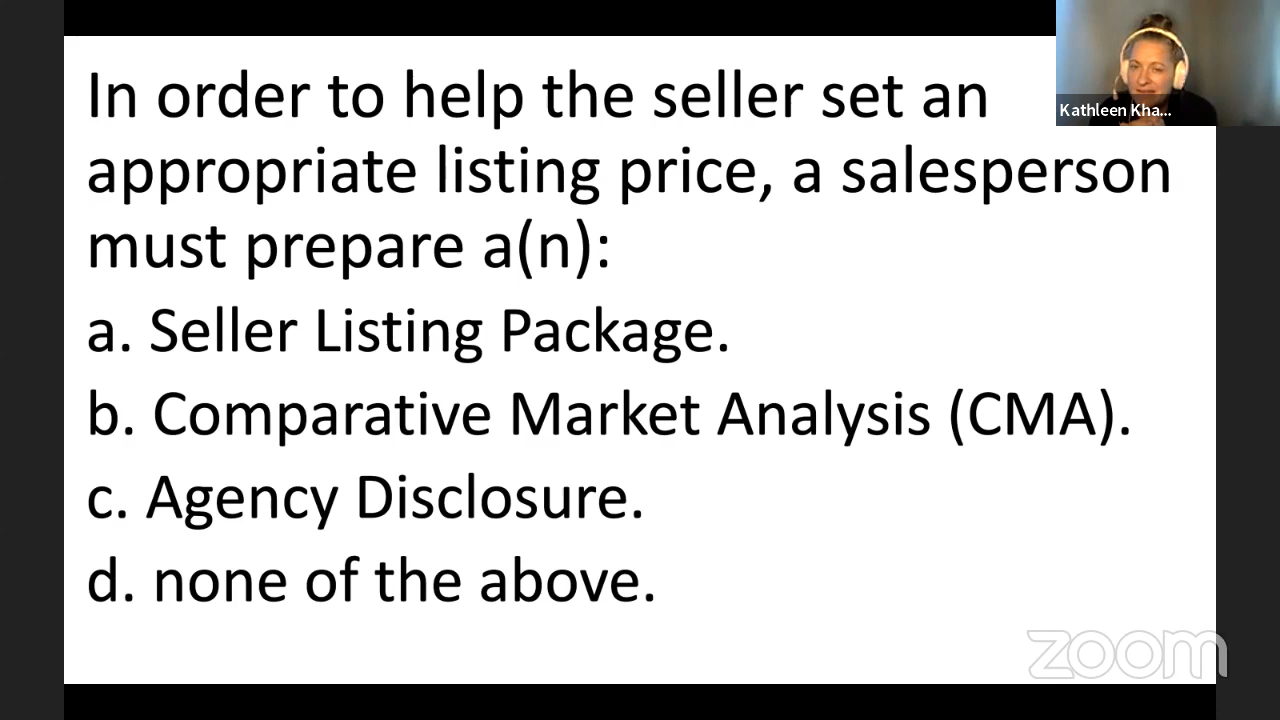 In order to help the seller set an
Kathleen Kha...
appropriate listing price, a salesperson
must prepare a(n):
a. Seller Listing Package.
b. Comparative Market Analysis (CMA).
c. Agency Disclosure.
d. none of the above.
zoom